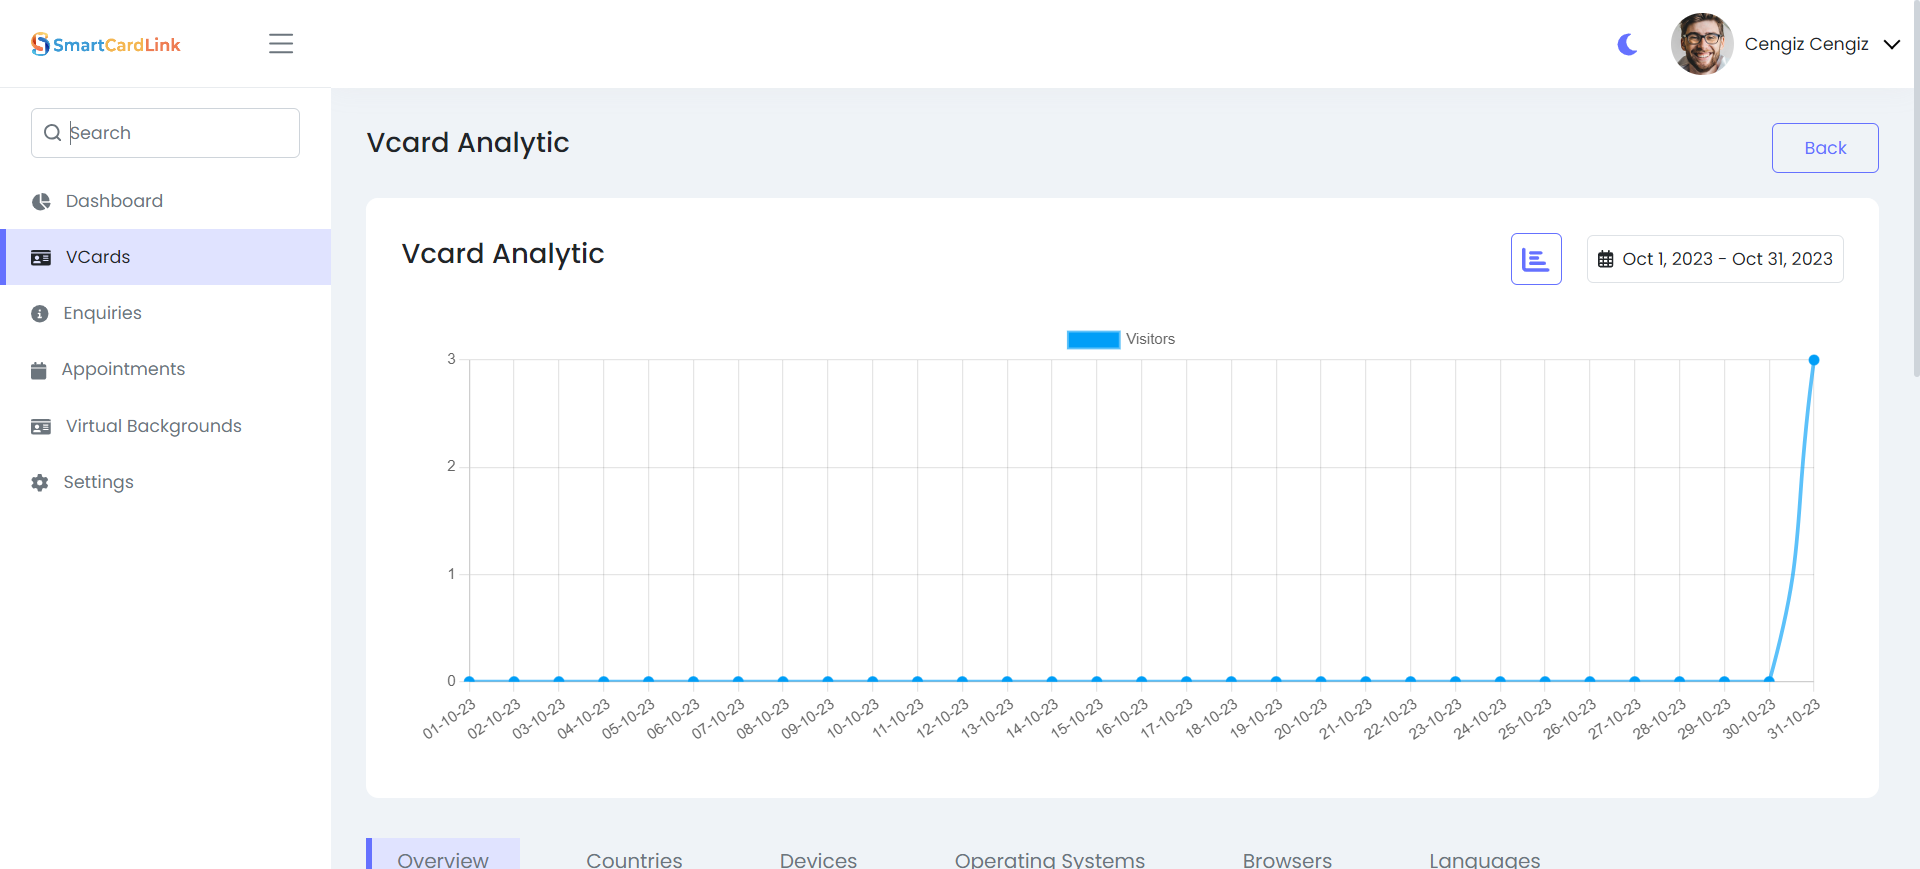 SmartCardLink
Cengiz Cengiz
Search
Dashboard
VCards
Enquiries
Appointments
Virtual Backgrounds
Settings
Vcard Analytic
Back
Vcard Analytic
Oct 1, 2023 - Oct 31, 2023
Visitors
3
2
1
0
01-10-23
02-10-23
03-10-23
04-10-23
05-10-23
06-10-23
07-10-23
08-10-23
09-10-23
10-10-23
11-10-23
12-10-23
13-10-23
14-10-23
15-10-23
16-10-23
17-10-23
18-10-23
19-10-23
20-10-23
21-10-23
22-10-23
23-10-23
24-10-23
25-10-23
26-10-23
27-10-23
28-10-23
29-10-23
30-10-23
31-10-23
Overview
Countries
Devices
Operating Systems
Browsers
Languages